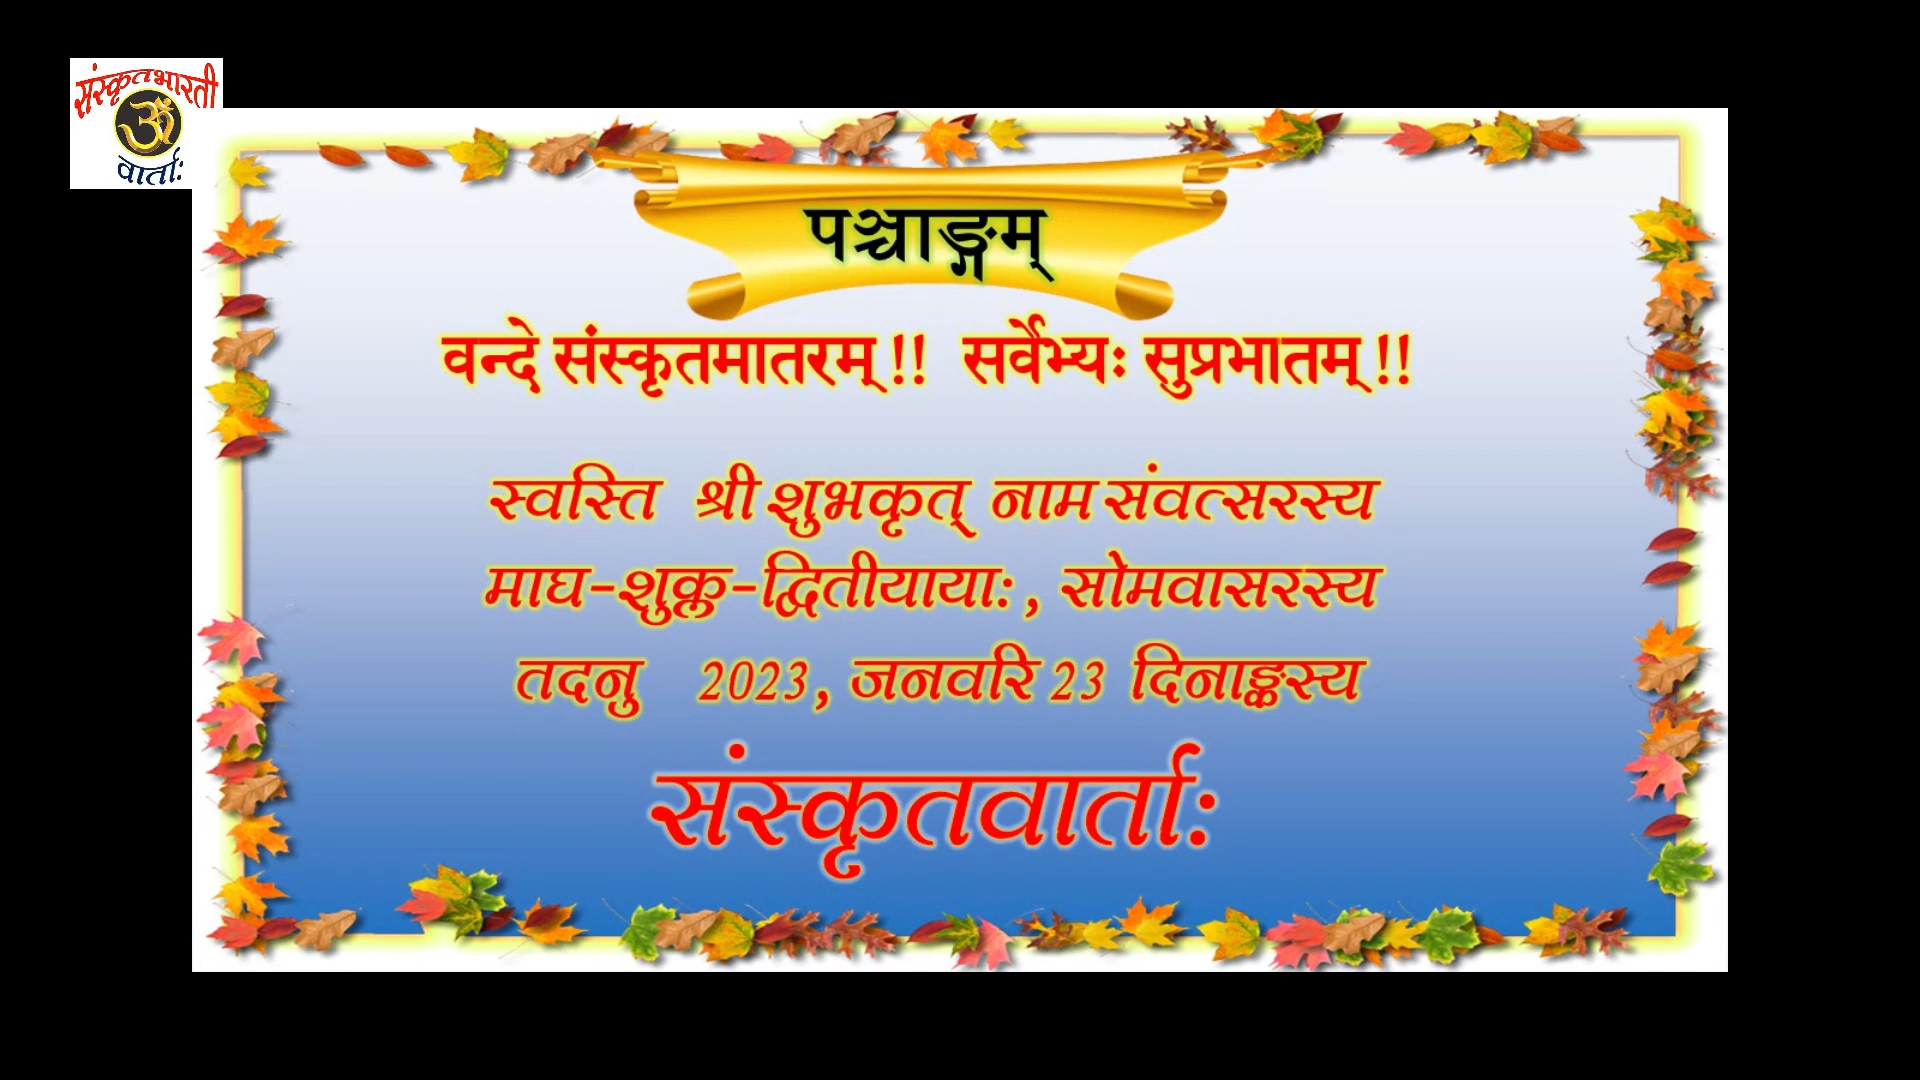 संस्कृतभारती
ॐ
वार्ताः
पञ्चाङ्गम्
वन्दे संस्कृतमातरम् !! सर्वेभ्यः सुप्रभातम् !!
स्वस्ति श्री शुभकृत् नाम संवत्सरस्य
माघ-शुक्ल-द्वितीयायाः , सोमवासरस्य
तदनु 2023 , जनवरि 23 दिनाङ्कस्य
संस्कृतवार्ताः